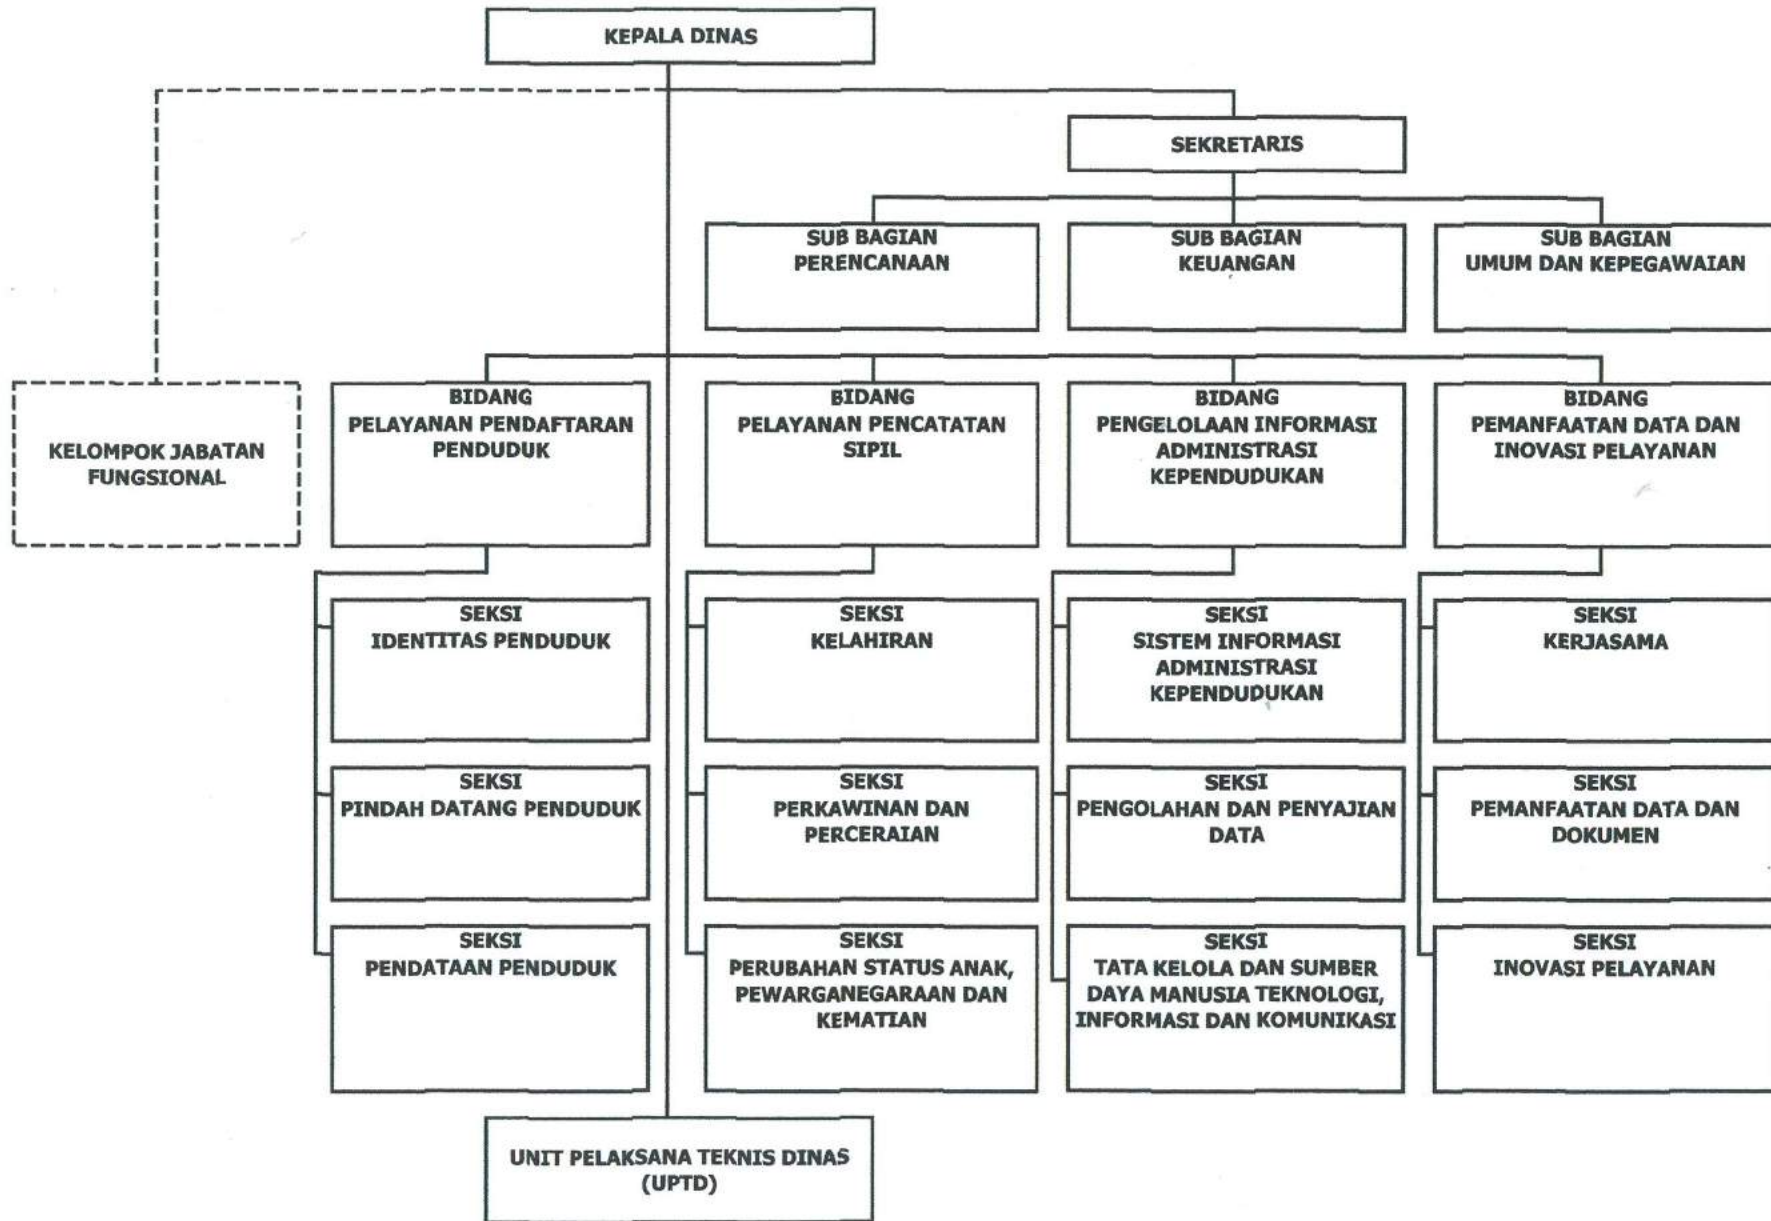 KEPALA DINAS
SEKRETARIS
SUB BAGIAN
PERENCANAAN
SUB BAGIAN
KEUANGAN
SUB BAGIAN
UMUM DAN KEPEGAWAIAN
KELOMPOK JABATAN
FUNGSIONAL
BIDANG
PELAYANAN PENDAFTARAN
PENDUDUK
BIDANG
PELAYANAN PENCATATAN
SIPIL
BIDANG
PENGELOLAAN INFORMASI
ADMINISTRASI
KEPENDUDUKAN
BIDANG
PEMANFAATAN DATA DAN
INOVASI PELAYANAN
SEKSI
IDENTITAS PENDUDUK
SEKSI
KELAHIRAN
SEKSI
SISTEM INFORMASI
ADMINISTRASI
KEPENDUDUKAN
SEKSI
KERJASAMA
SEKSI
PINDAH DATANG PENDUDUK
SEKSI
PERKAWINAN DAN
PERCERAIAN
SEKSI
PENGOLAHAN DAN PENYAJIAN
DATA
SEKSI
PEMANFAATAN DATA DAN
DOKUMEN
SEKSI
PENDATAAN PENDUDUK
SEKSI
PERUBAHAN STATUS ANAK,
PEWARGANEGARAAN DAN
KEMATIAN
SEKSI
TATA KELOLA DAN SUMBER
DAYA MANUSIA TEKNOLOGI,
INFORMASI DAN KOMUNIKASI
SEKSI
INOVASI PELAYANAN
UNIT PELAKSANA TEKNIS DINAS
(UPTD)